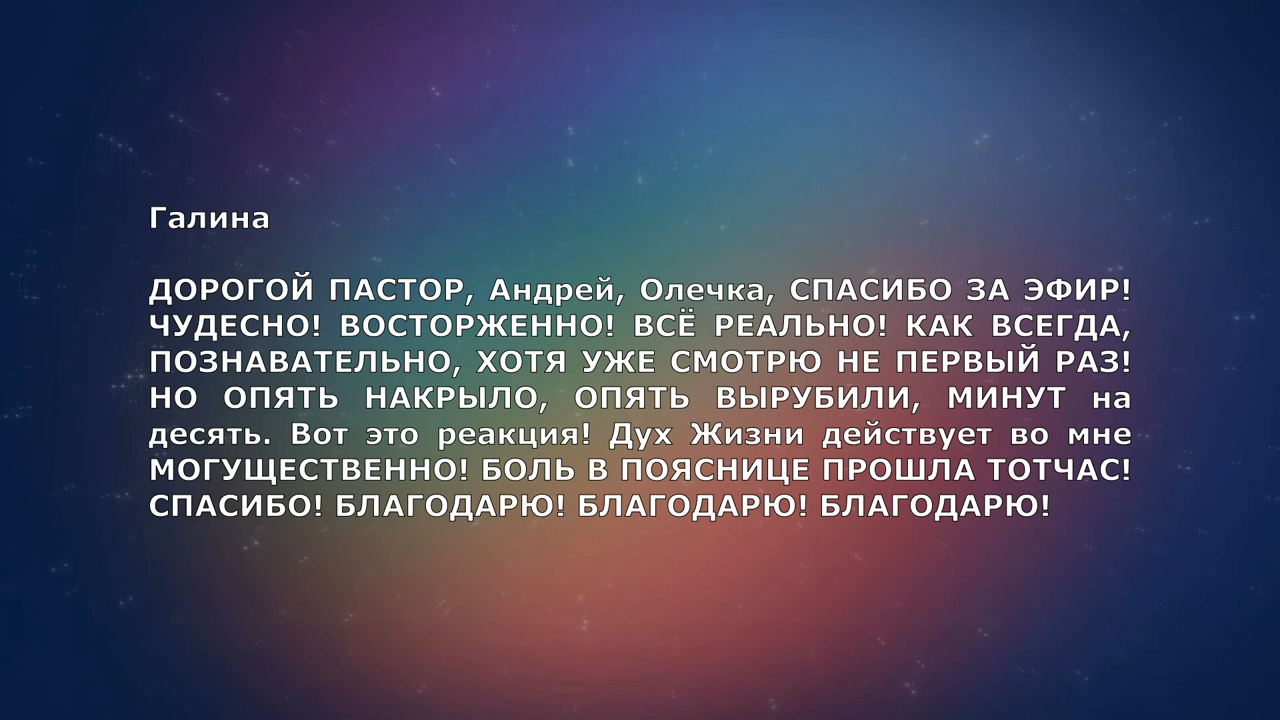 Галина
ДОРОГОЙ ПАСТОР, Андрей, Олечка, СПАСИБО ЗА ЭФИР!
ЧУДЕСНО! ВОСТОРЖЕННО! ВСЁ РЕАЛЬНО! КАК ВСЕГДА,
ПОЗНАВАТЕЛЬНО, ХОТЯ УЖЕ СМОТРЮ НЕ ПЕРВЫЙ РАЗ!
НО ОПЯТЬ НАКРЫЛО, ОПЯТЬ ВЫРУБИЛИ, МИНУТ на
десять. Вот это реакция! Дух Жизни действует во мне
МОГУЩЕСТВЕННО! БОЛЬ В ПОЯСНИЦЕ ПРОШЛА ТОТЧАС!
СПАСИБО! БЛАГОДАРЮ! БЛАГОДАРЮ! БЛАГОДАРЮ!